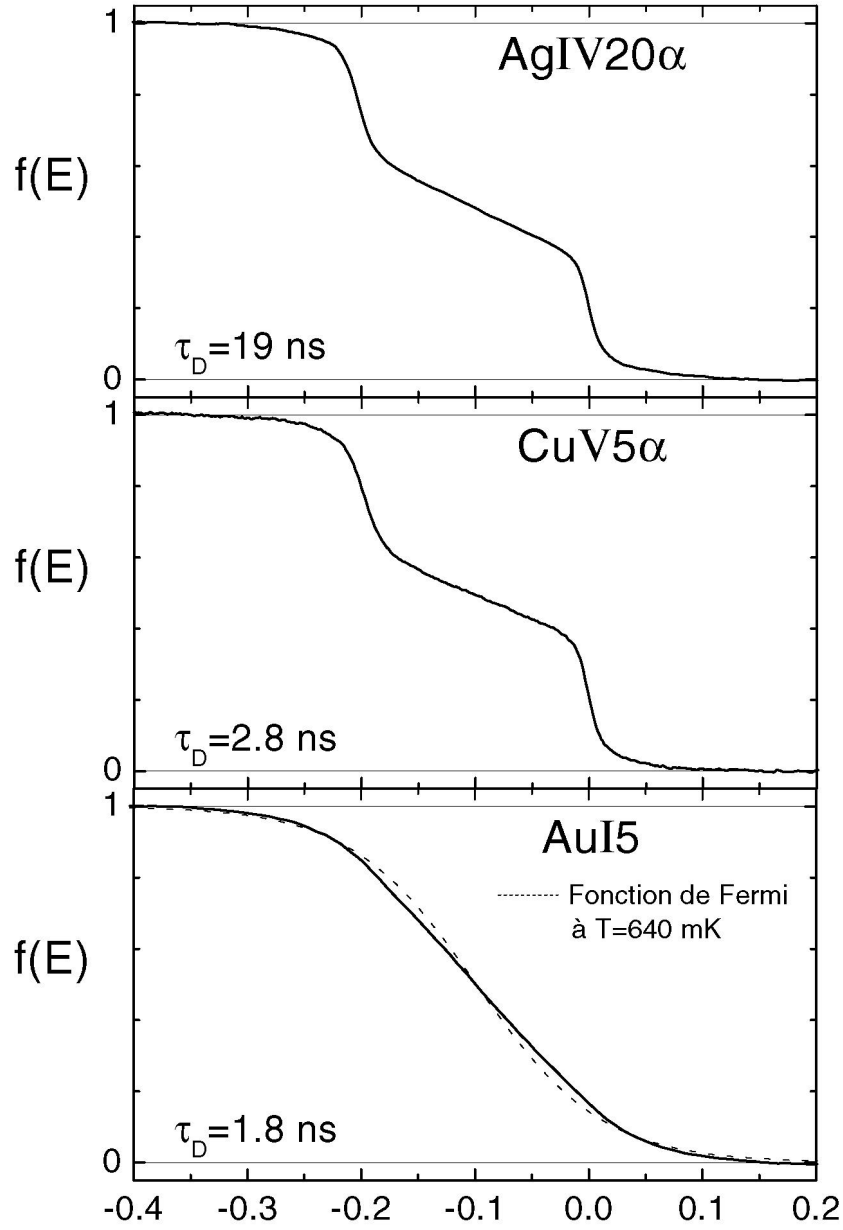 1
AgIV20α
f(E)
τD=19 ns
0
1
CuV5α
f(E)
τD=2.8 ns
0
1
AuI5
Fonction de Fermi
à T=640 mK
f(E)
τD=1.8 ns
0
-0.4 -0.3 -0.2 -0.1 0.0 0.1 0.2